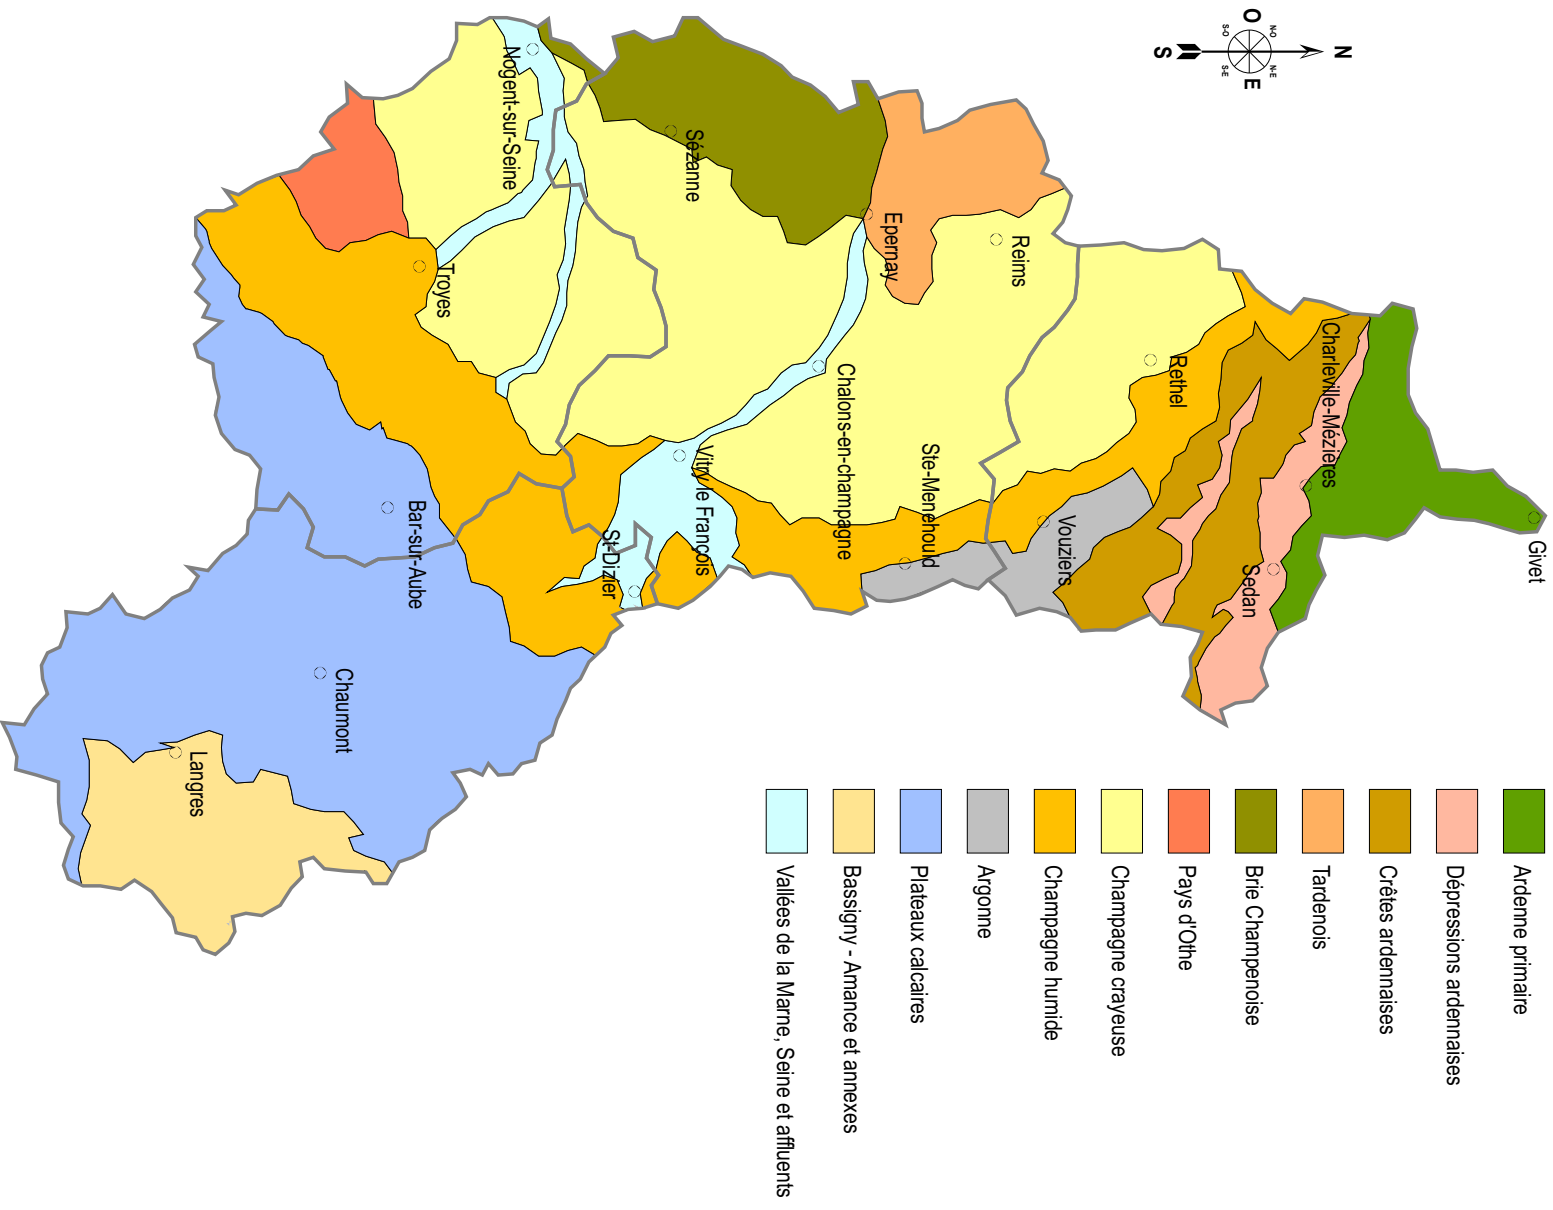 N
N-O
N-E
O
E
S-O
S-E
S
Givet
Charleville-Mézières
Sedan
Rethel
Vouziers
Reims
Ste-Menehould
Epernay
Chalons-en-champagne
Sézanne
Vitry le François
St-Dizier
Nogent-sur-Seine
Troyes
Bar-sur-Aube
Chaumont
Langres
Ardenne primaire
Dépressions ardennaises
Crêtes ardennaises
Tardenois
Brie Champenoise
Pays d'Othe
Champagne crayeuse
Champagne humide
Argonne
Plateaux calcaires
Bassigny - Amance et annexes
Vallées de la Marne, Seine et affluents